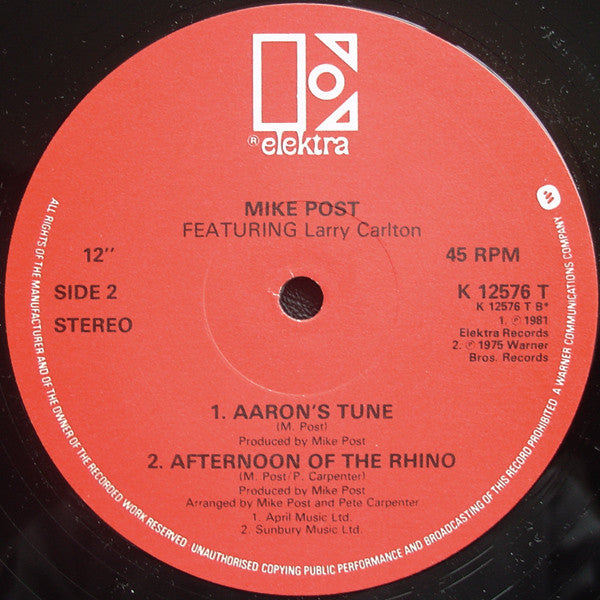 ® elektra
MIKE POST
FEATURING Larry Carlton
12"
45 RPM
SIDE 2
K 12576 T
K 12576 T B*
STEREO
1. ℗ 1981
Elektra Records
2. ℗ 1975 Warner
Bros. Records
1. AARON'S TUNE
(M. Post)
Produced by Mike Post
2. AFTERNOON OF THE RHINO
(M. Post/P. Carpenter)
Produced by Mike Post
Arranged by Mike Post and Pete Carpenter
1. April Music Ltd.
2. Sunbury Music Ltd.
ALL RIGHTS OF THE MANUFACTURER AND OF THE OWNER OF THE RECORDED WORK RESERVED. UNAUTHORISED COPYING PUBLIC PERFORMANCE AND BROADCASTING OF THIS RECORD PROHIBITED. A WARNER COMMUNICATIONS COMPANY